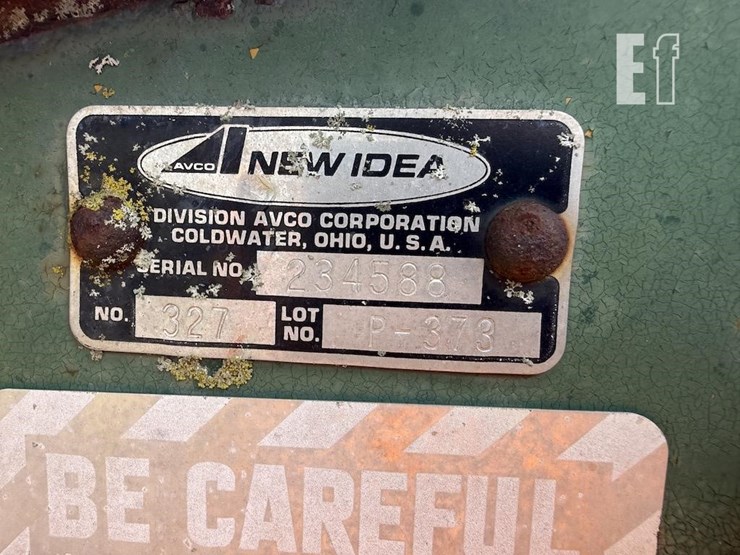 Ef
AVCO NEW IDEA
DIVISION AVCO CORPORATION
COLDWATER, OHIO, U.S.A.
SERIAL NO. 234588
NO. 327 LOT NO. P-373
BE CAREFUL